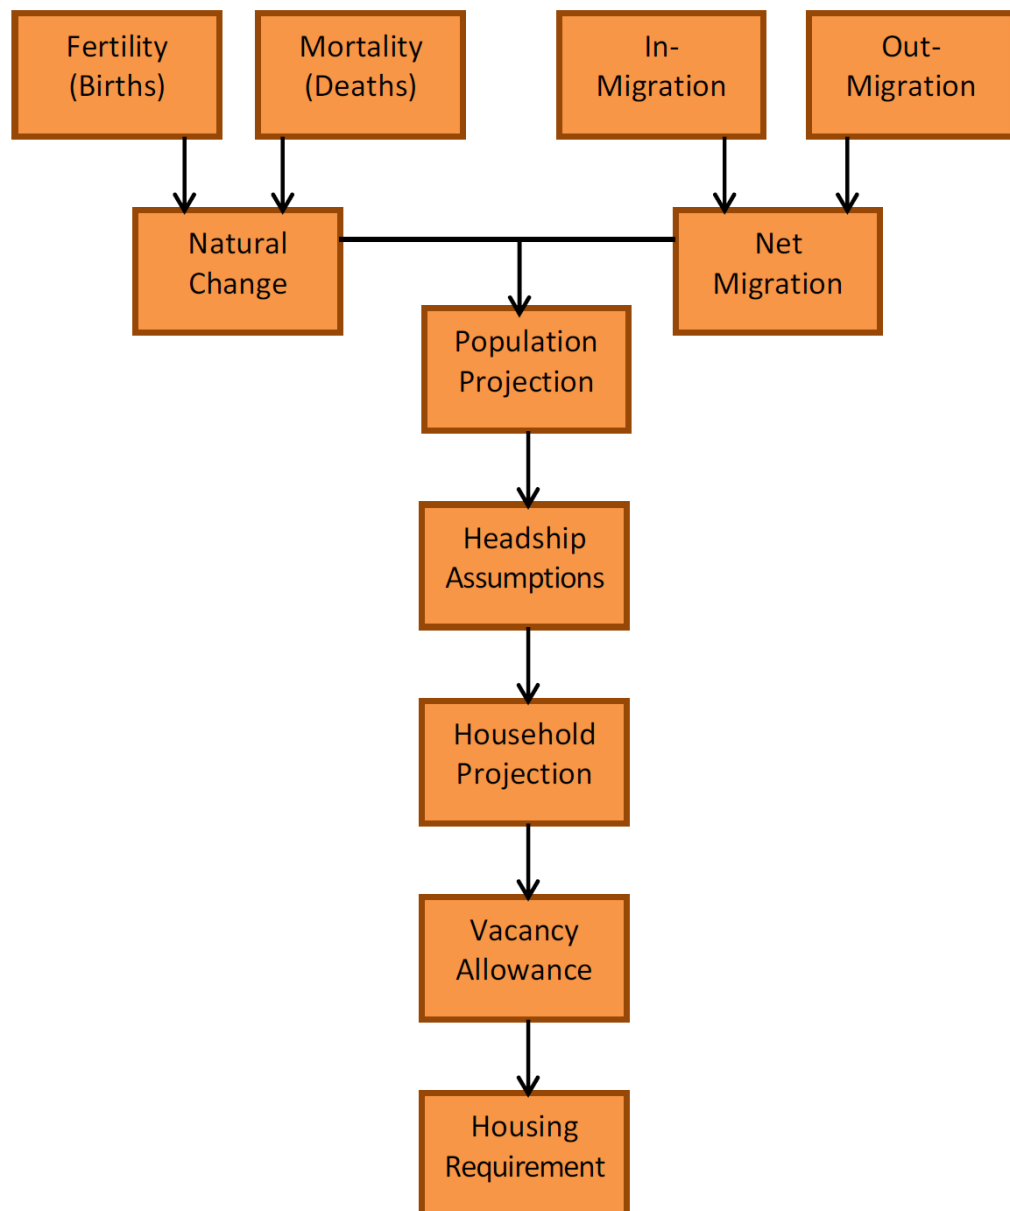 Fertility
(Births)
Mortality
(Deaths)
In-
Migration
Out-
Migration
Natural
Change
Net
Migration
Population
Projection
Headship
Assumptions
Household
Projection
Vacancy
Allowance
Housing
Requirement